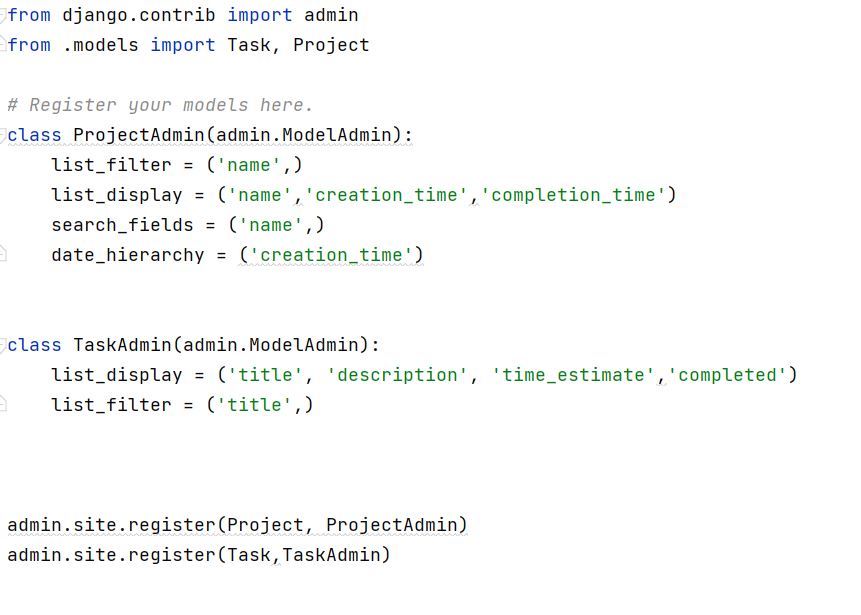 from django.contrib import admin
from .models import Task, Project
# Register your models here.
class ProjectAdmin(admin.ModelAdmin):
    list_filter = ('name',)
    list_display = ('name','creation_time','completion_time')
    search_fields = ('name',)
    date_hierarchy = ('creation_time')
class TaskAdmin(admin.ModelAdmin):
    list_display = ('title', 'description', 'time_estimate','completed')
    list_filter = ('title',)
admin.site.register(Project, ProjectAdmin)
admin.site.register(Task,TaskAdmin)